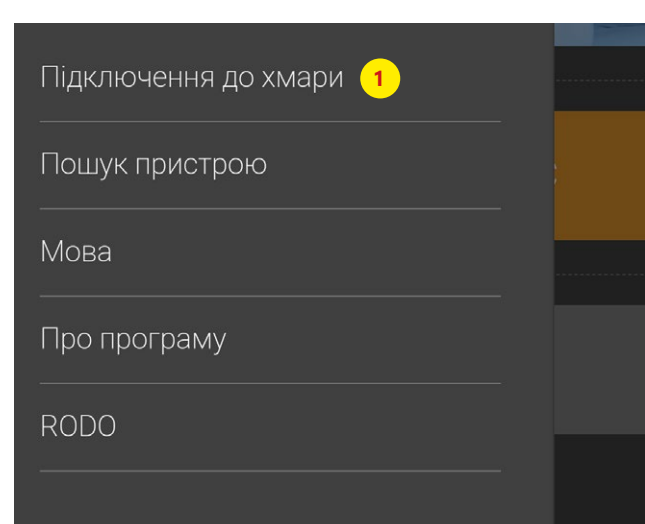 Підключення до хмари 1
Пошук пристрою
Мова
Про програму
RODO